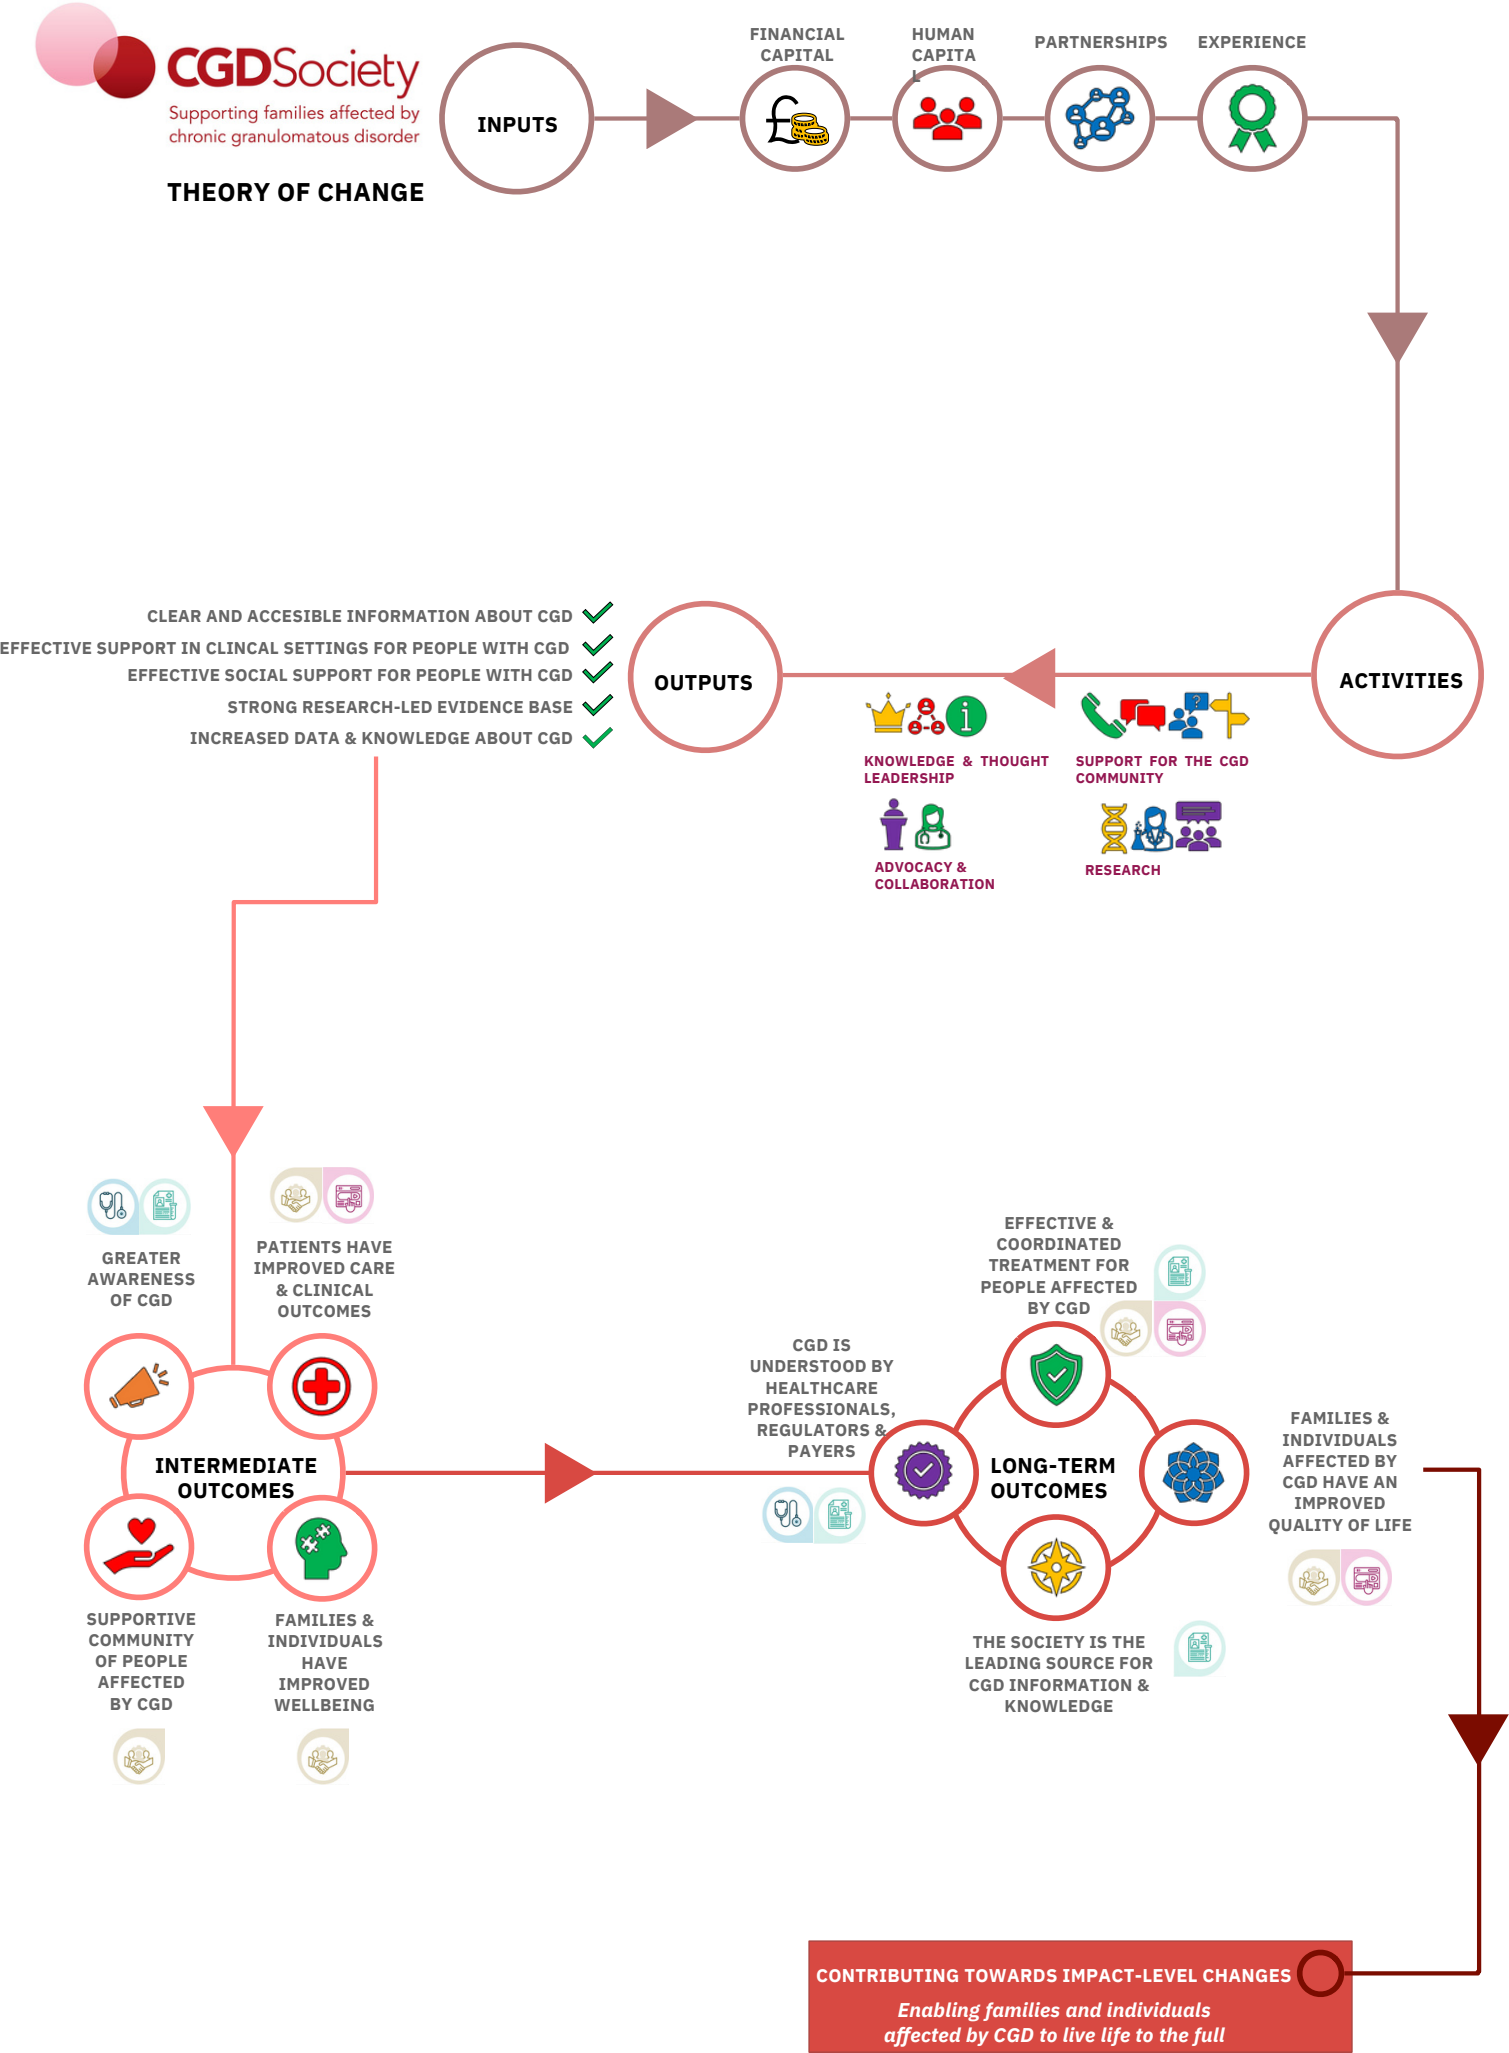 CGDSociety
Supporting families affected by
chronic granulomatous disorder
THEORY OF CHANGE
INPUTS
FINANCIAL
CAPITAL
HUMAN
CAPITA
L
PARTNERSHIPS
EXPERIENCE
CLEAR AND ACCESIBLE INFORMATION ABOUT CGD
EFFECTIVE SUPPORT IN CLINCAL SETTINGS FOR PEOPLE WITH CGD
EFFECTIVE SOCIAL SUPPORT FOR PEOPLE WITH CGD
STRONG RESEARCH-LED EVIDENCE BASE
INCREASED DATA & KNOWLEDGE ABOUT CGD
OUTPUTS
ACTIVITIES
KNOWLEDGE & THOUGHT
LEADERSHIP
SUPPORT FOR THE CGD
COMMUNITY
ADVOCACY &
COLLABORATION
RESEARCH
GREATER
AWARENESS
OF CGD
PATIENTS HAVE
IMPROVED CARE
& CLINICAL
OUTCOMES
INTERMEDIATE
OUTCOMES
SUPPORTIVE
COMMUNITY
OF PEOPLE
AFFECTED
BY CGD
FAMILIES &
INDIVIDUALS
HAVE
IMPROVED
WELLBEING
CGD IS
UNDERSTOOD BY
HEALTHCARE
PROFESSIONALS,
REGULATORS &
PAYERS
EFFECTIVE &
COORDINATED
TREATMENT FOR
PEOPLE AFFECTED
BY CGD
LONG-TERM
OUTCOMES
FAMILIES &
INDIVIDUALS
AFFECTED BY
CGD HAVE AN
IMPROVED
QUALITY OF LIFE
THE SOCIETY IS THE
LEADING SOURCE FOR
CGD INFORMATION &
KNOWLEDGE
CONTRIBUTING TOWARDS IMPACT-LEVEL CHANGES
Enabling families and individuals
affected by CGD to live life to the full